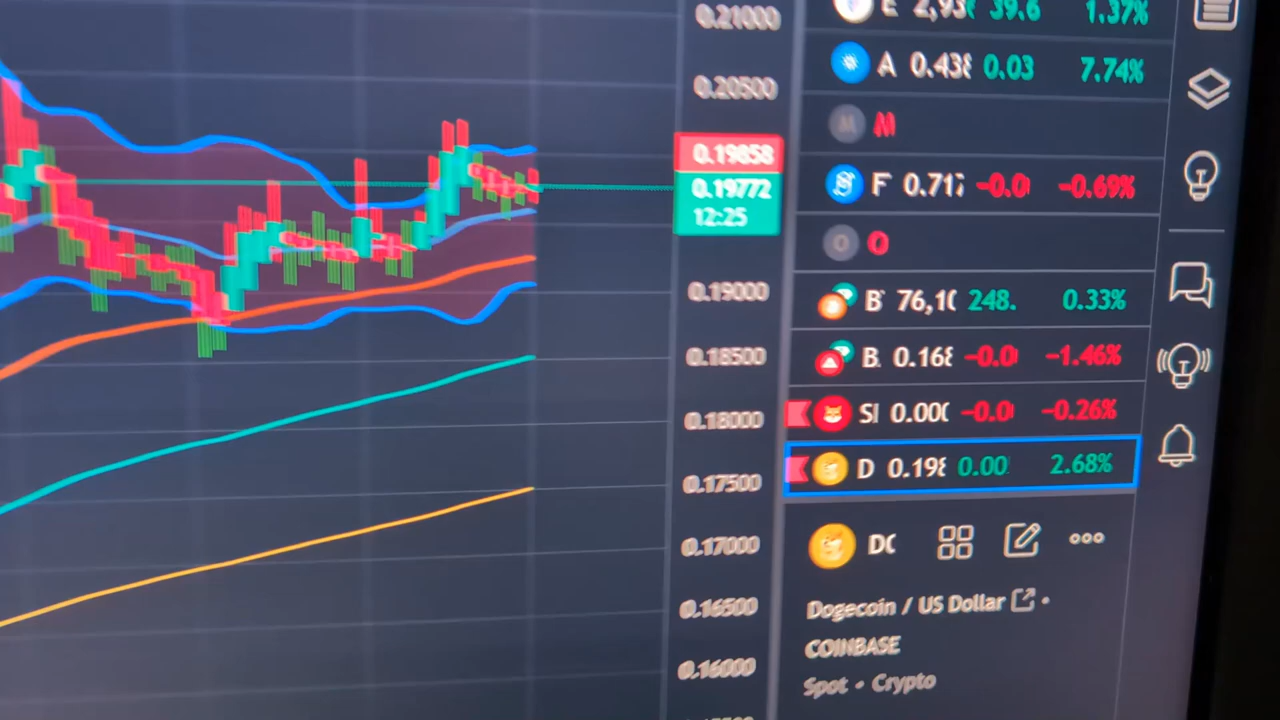 0.21000
0.20500
0.19858
0.19772
12:25
0.19000
0.18500
0.18000
0.17500
0.17000
0.16500
0.16000
E 2,93 39.6 1.37%
A 0.438 0.03 7.74%
M M
F 0.717 -0.0 -0.69%
O O
B 76,10 248. 0.33%
B. 0.168 -0.0 -1.46%
SI 0.000 -0.0 -0.26%
D 0.198 0.00 2.68%
DO
Dogecoin / US Dollar
COINBASE
Spot • Crypto